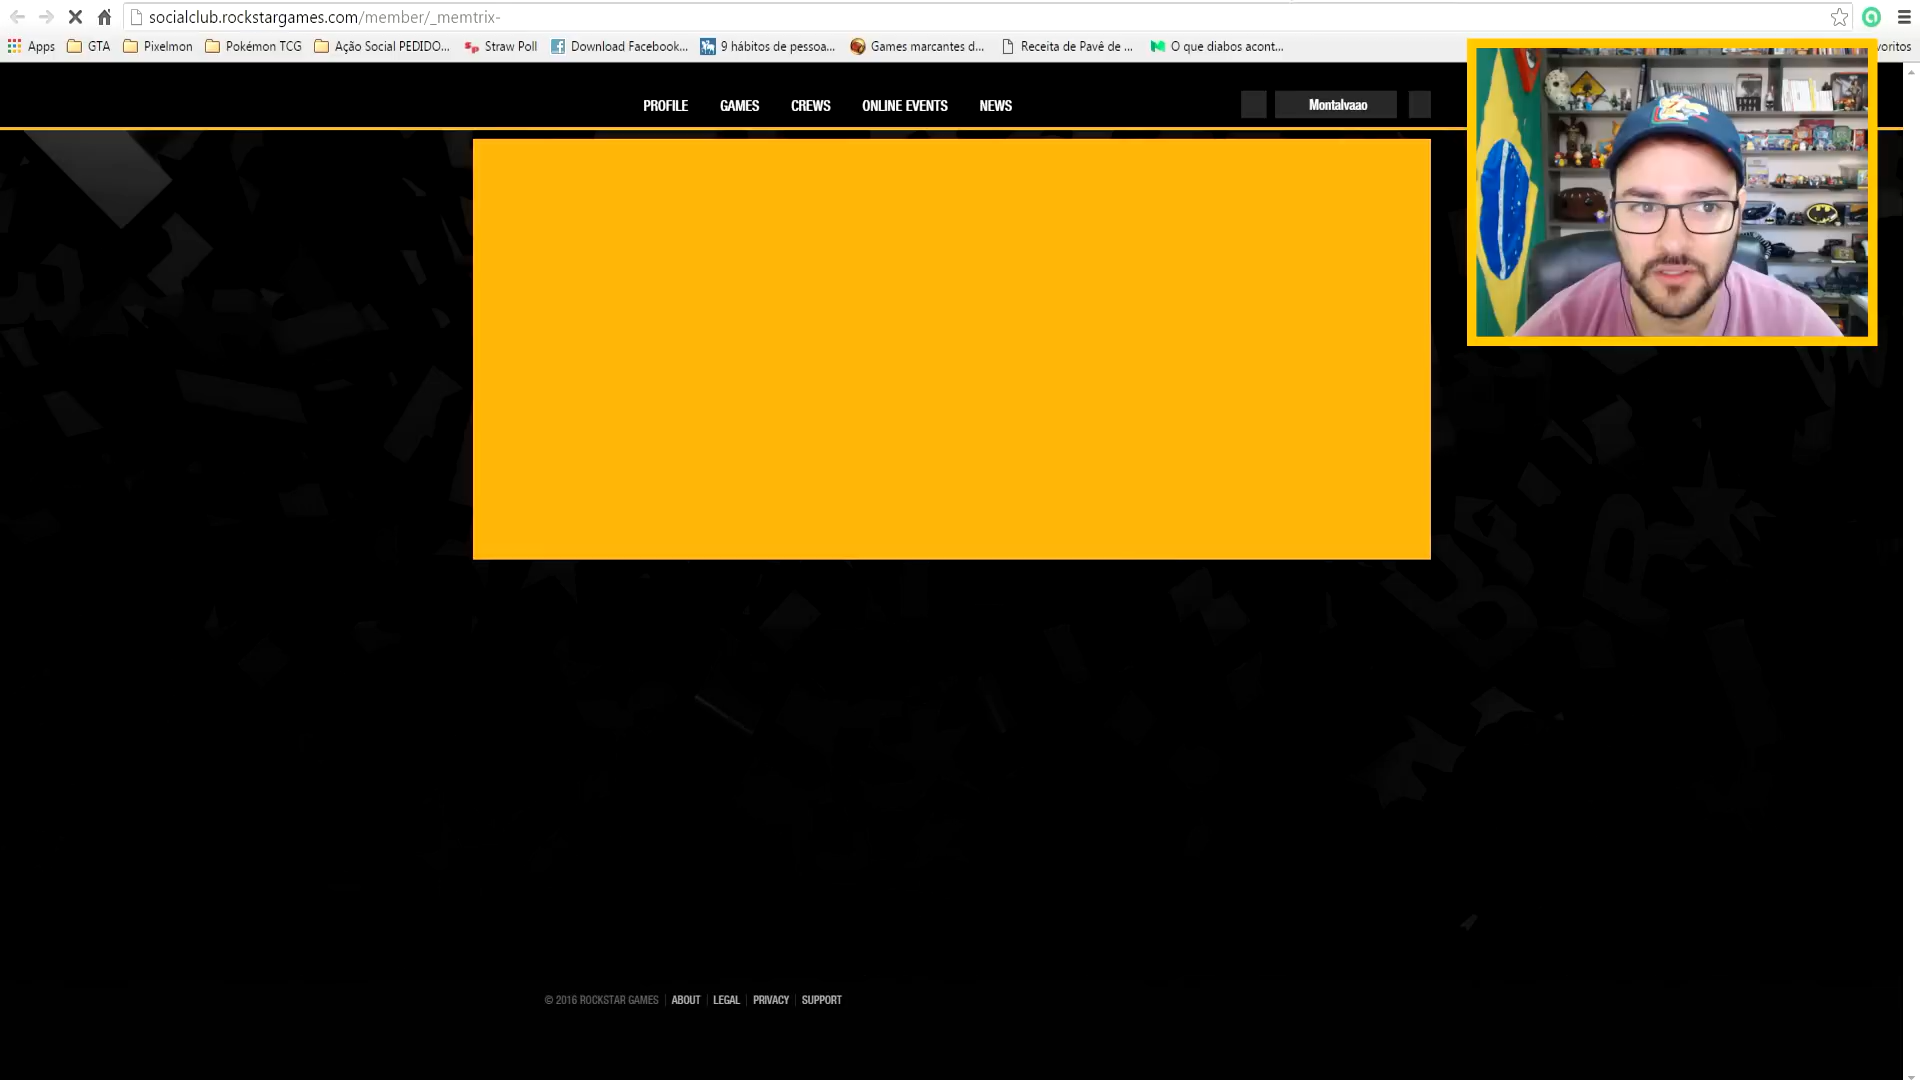 socialclub.rockstargames.com/member/_memtrix-
Apps GTA Pixelmon Pokémon TCG Ação Social PEDIDO... Straw Poll Download Facebook... 9 hábitos de pessoa... Games marcantes d... Receita de Pavê de ... O que diabos acont... voritos
PROFILE GAMES CREWS ONLINE EVENTS NEWS Montalvaao
© 2016 ROCKSTAR GAMES ABOUT LEGAL PRIVACY SUPPORT